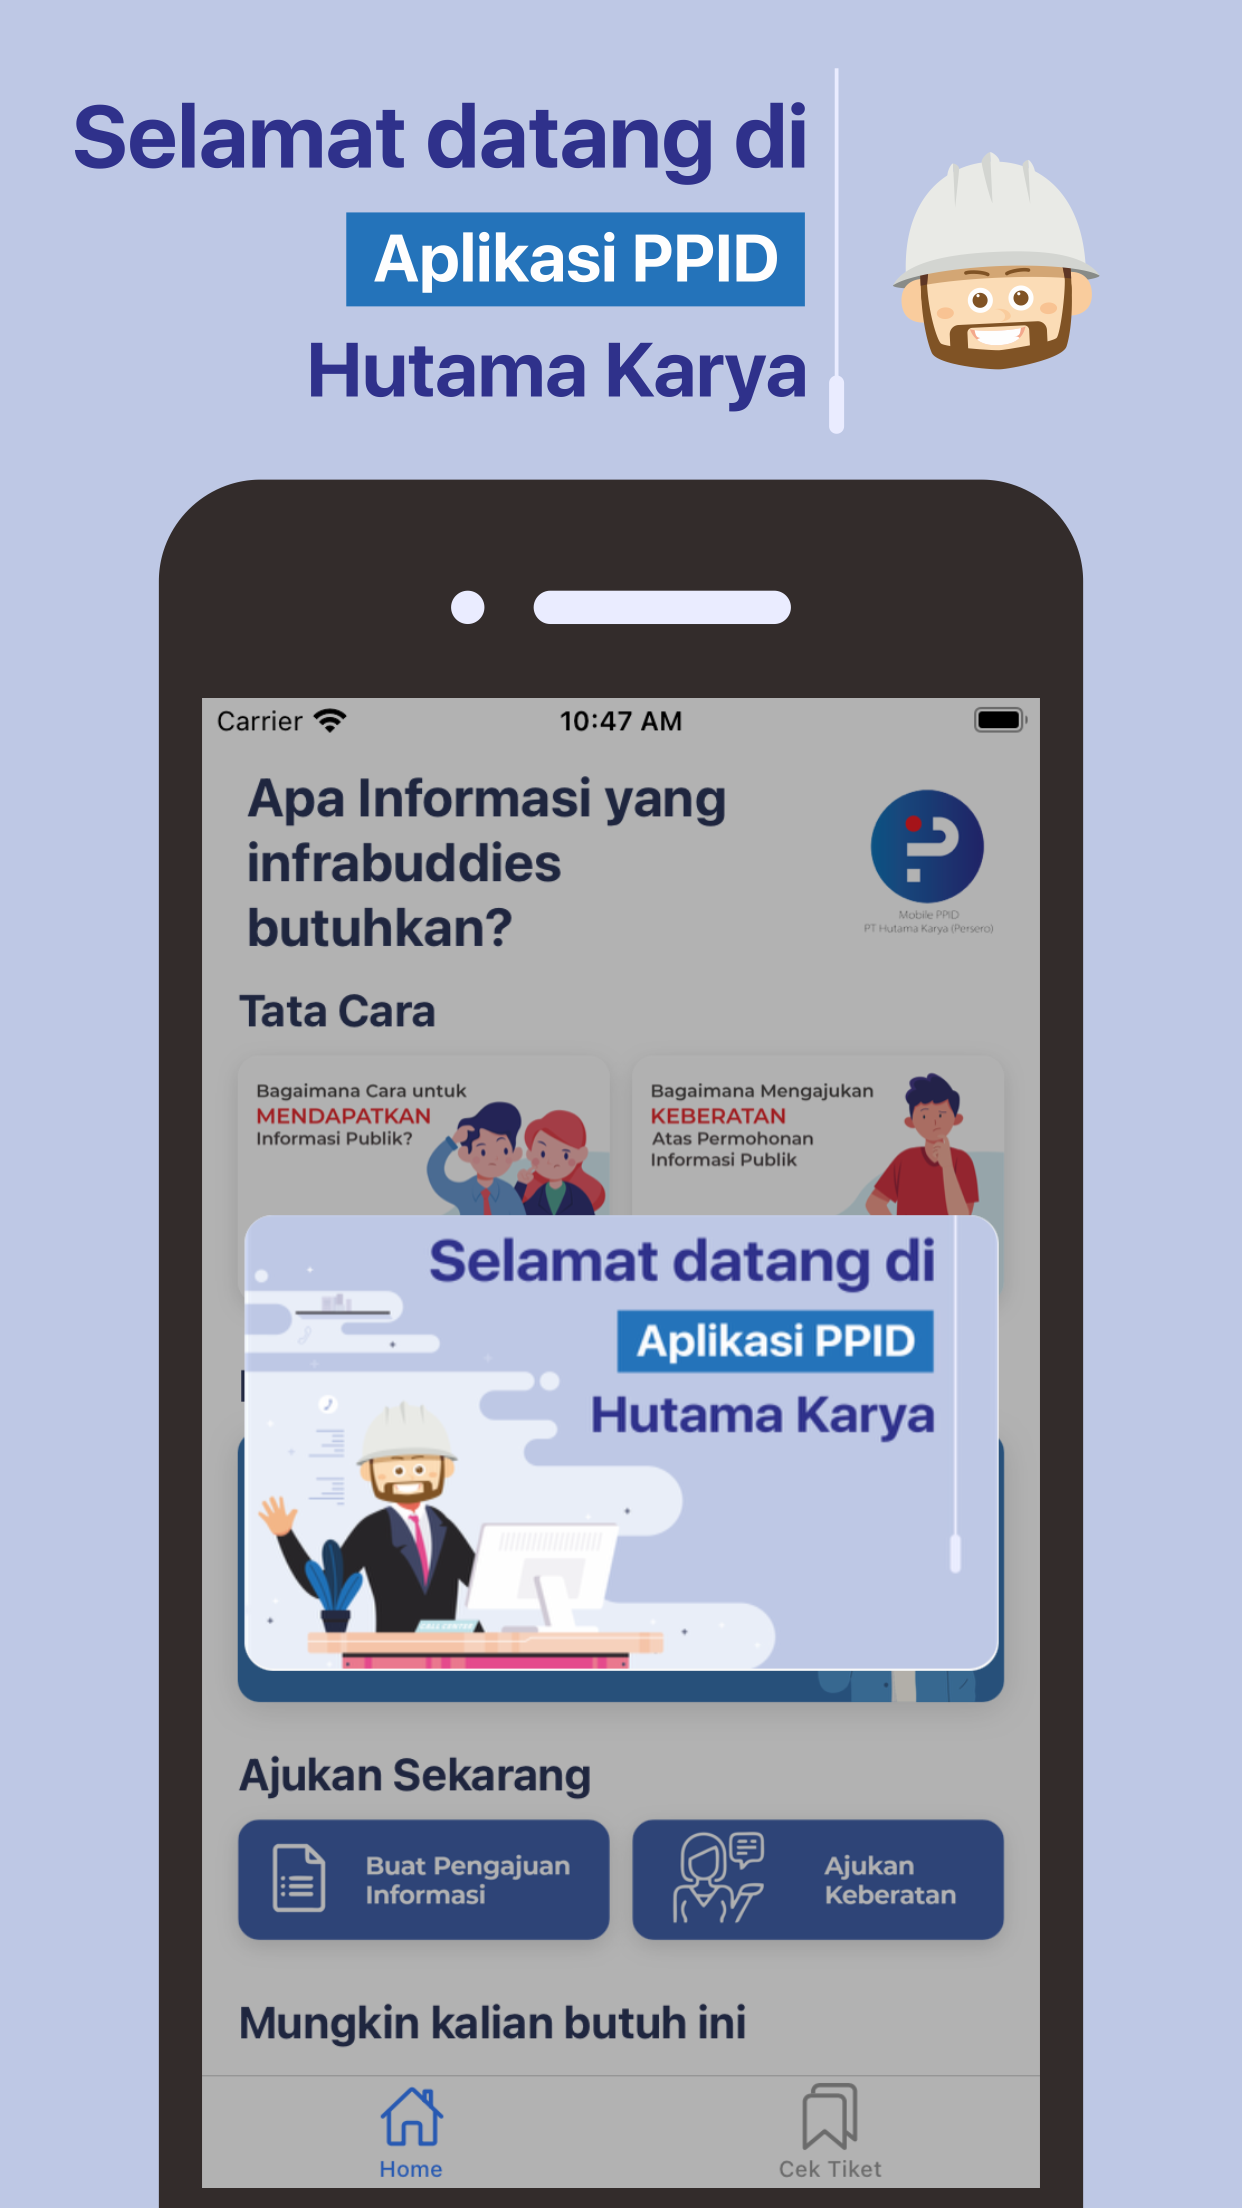 Selamat datang di
Aplikasi PPID
Hutama Karya
Carrier
10:47 AM
Apa Informasi yang
infrabuddies
butuhkan?
Mobile PPID
PT Hutama Karya (Persero)
Tata Cara
Bagaimana Cara untuk
MENDAPATKAN
Informasi Publik?
Bagaimana Mengajukan
KEBERATAN
Atas Permohonan
Informasi Publik
Selamat datang di
Aplikasi PPID
Hutama Karya
CALL CENTER
Ajukan Sekarang
Buat Pengajuan
Informasi
Ajukan
Keberatan
Mungkin kalian butuh ini
Home
Cek Tiket